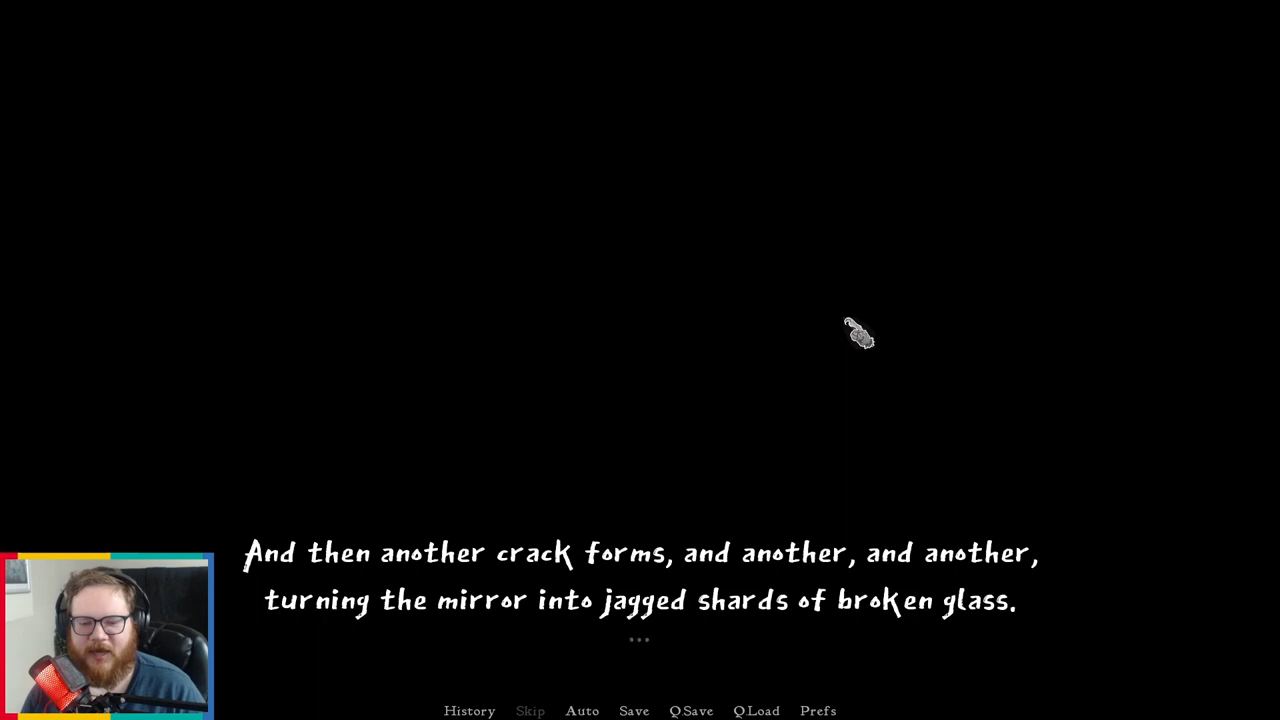 And then another crack forms, and another, and another,
turning the mirror into jagged shards of broken glass.
...
History Skip Auto Save Q.Save Q.Load Prefs